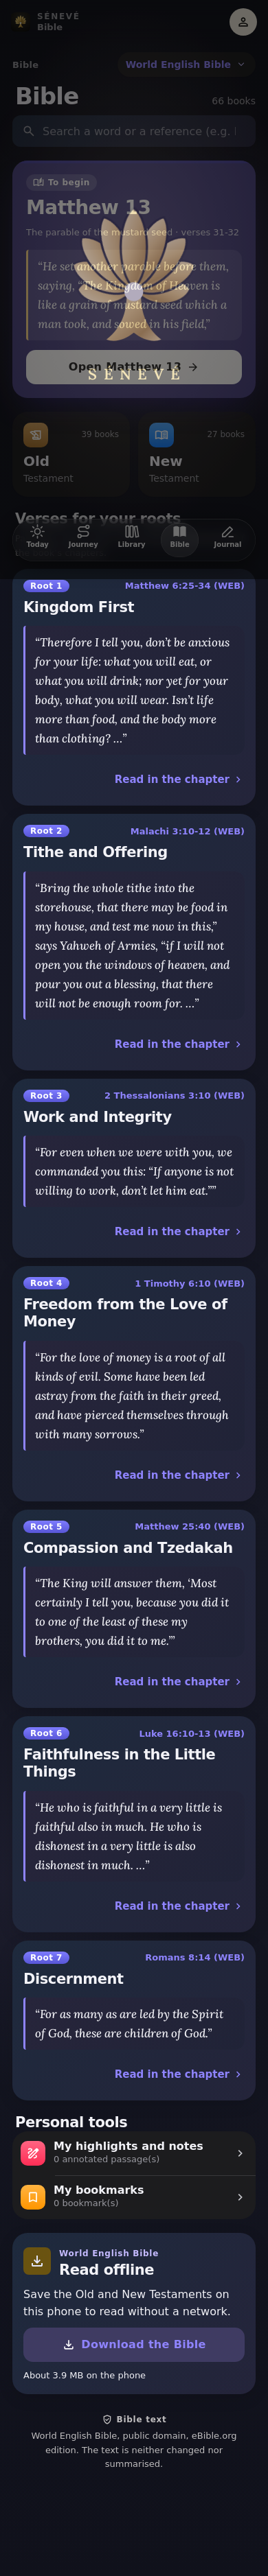 SÉNEVÉ
Bible
Bible
World English Bible
Bible
66 books
Search a word or a reference (e.g.
To begin
Matthew 13
The parable of the mustard seed · verses 31-32
“He set another parable before them,
saying, “The Kingdom of Heaven is
like a grain of mustard seed which a
man took, and sowed in his field,”
Open Matthew 13
SÉNEVÉ
39 books
Old
Testament
27 books
New
Testament
Verses for your roots
Today
Journey
Library
Bible
Journal
Root 1
Matthew 6:25-34 (WEB)
Kingdom First
“Therefore I tell you, don’t be anxious
for your life: what you will eat, or
what you will drink; nor yet for your
body, what you will wear. Isn’t life
more than food, and the body more
than clothing? …”
Read in the chapter
Root 2
Malachi 3:10-12 (WEB)
Tithe and Offering
“Bring the whole tithe into the
storehouse, that there may be food in
my house, and test me now in this,”
says Yahweh of Armies, “if I will not
open you the windows of heaven, and
pour you out a blessing, that there
will not be enough room for. …”
Read in the chapter
Root 3
2 Thessalonians 3:10 (WEB)
Work and Integrity
“For even when we were with you, we
commanded you this: “If anyone is not
willing to work, don’t let him eat.””
Read in the chapter
Root 4
1 Timothy 6:10 (WEB)
Freedom from the Love of
Money
“For the love of money is a root of all
kinds of evil. Some have been led
astray from the faith in their greed,
and have pierced themselves through
with many sorrows.”
Read in the chapter
Root 5
Matthew 25:40 (WEB)
Compassion and Tzedakah
“The King will answer them, ‘Most
certainly I tell you, because you did it
to one of the least of these my
brothers, you did it to me.’”
Read in the chapter
Root 6
Luke 16:10-13 (WEB)
Faithfulness in the Little
Things
“He who is faithful in a very little is
faithful also in much. He who is
dishonest in a very little is also
dishonest in much. …”
Read in the chapter
Root 7
Romans 8:14 (WEB)
Discernment
“For as many as are led by the Spirit
of God, these are children of God.”
Read in the chapter
Personal tools
My highlights and notes
0 annotated passage(s)
My bookmarks
0 bookmark(s)
World English Bible
Read offline
Save the Old and New Testaments on
this phone to read without a network.
Download the Bible
About 3.9 MB on the phone
Bible text
World English Bible, public domain, eBible.org
edition. The text is neither changed nor
summarised.